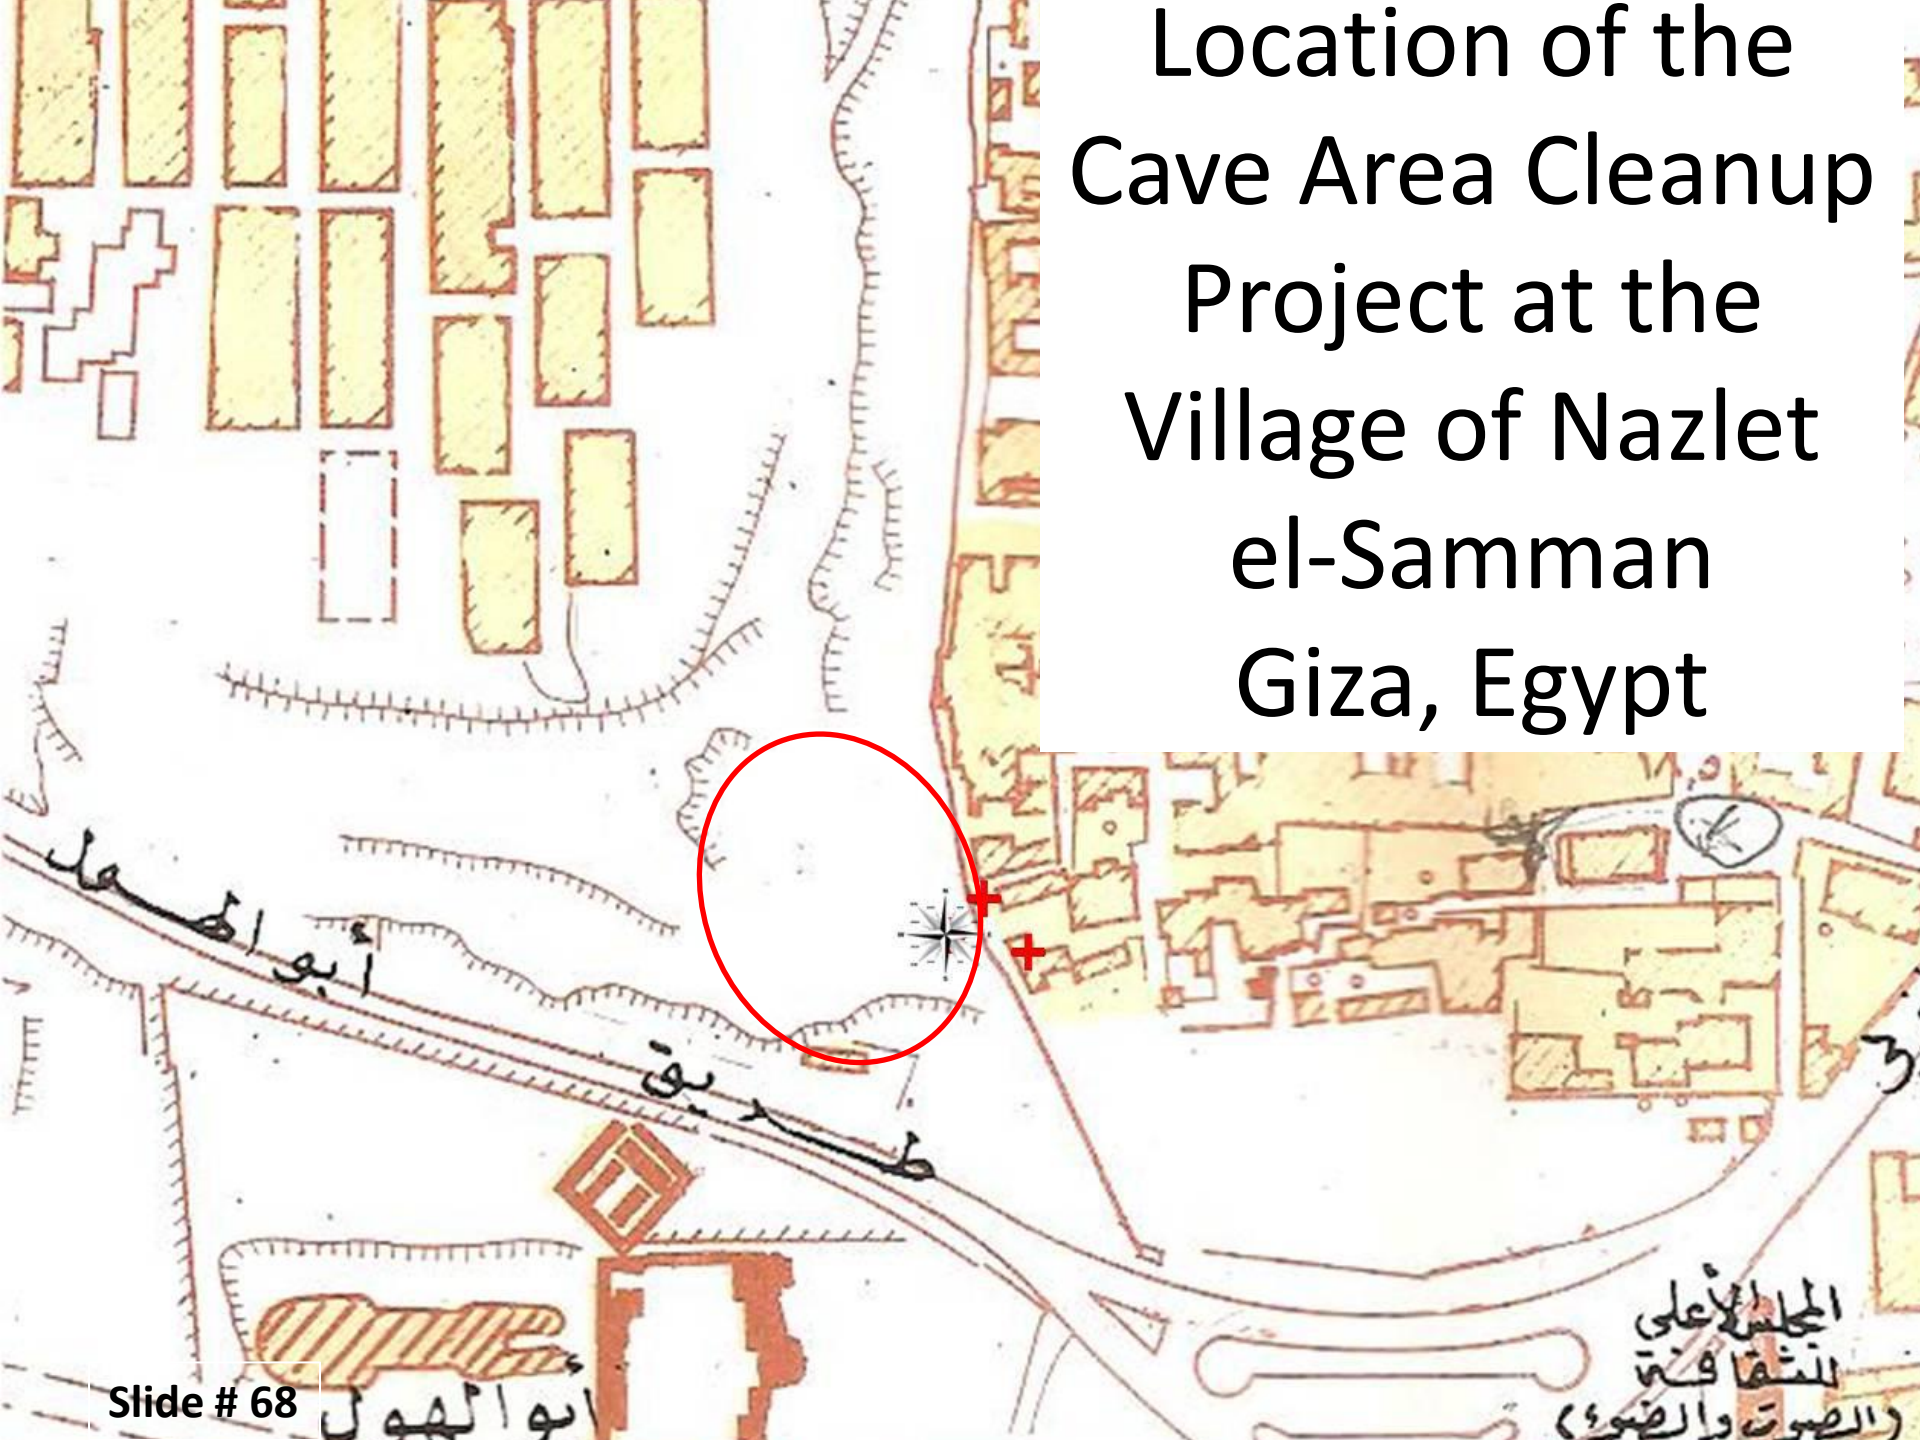 Location of the
Cave Area Cleanup
Project at the
Village of Nazlet
el-Samman
Giza, Egypt
طريق أبو الهول
المجلس الأعلى
للثقافة
(الصوت والضوء)
أبو الهول
Slide # 68